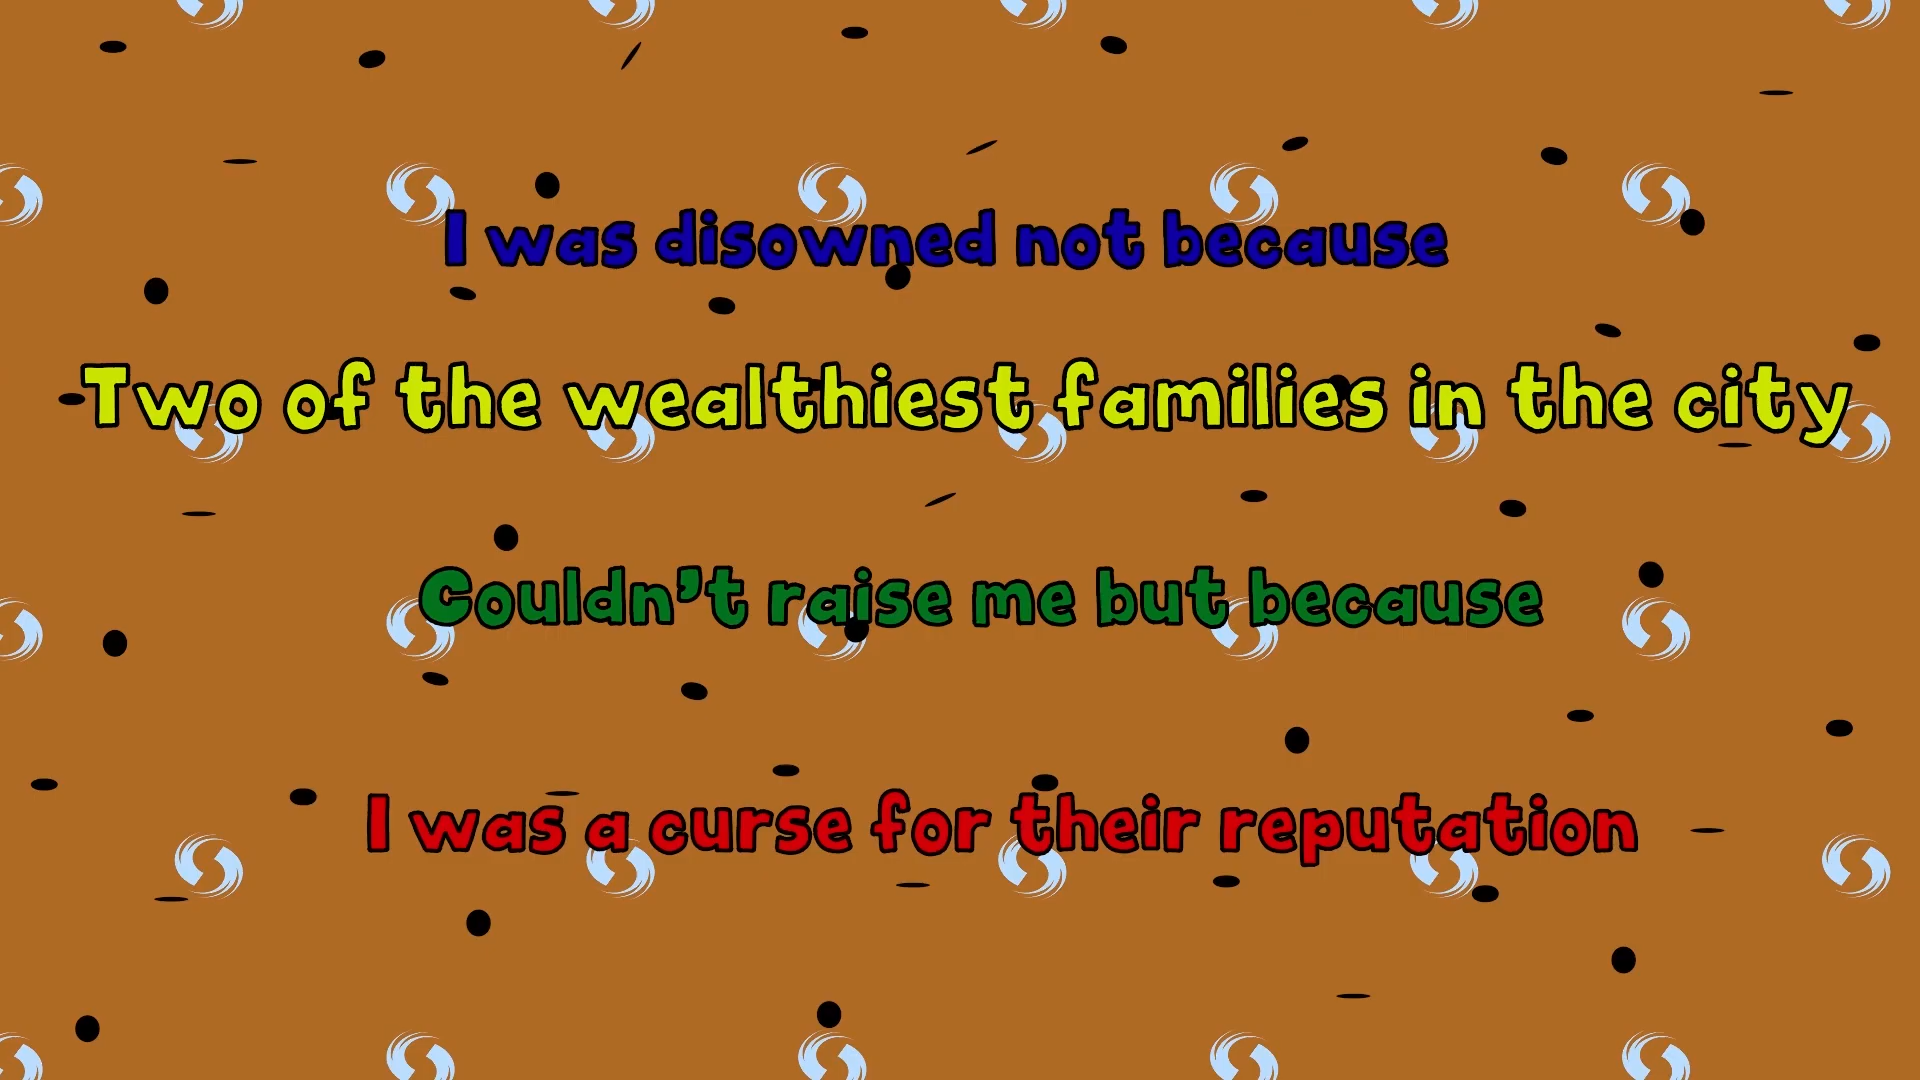 I was disowned not because
Two of the wealthiest families in the city
Couldn't raise me but because
I was a curse for their reputation